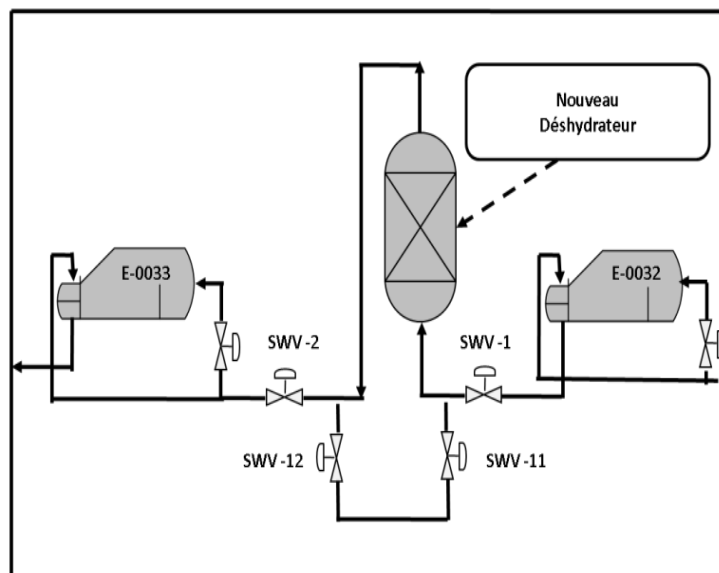 Nouveau
Déshydrateur
E-0033
E-0032
SWV -2
SWV -1
SWV -12
SWV -11